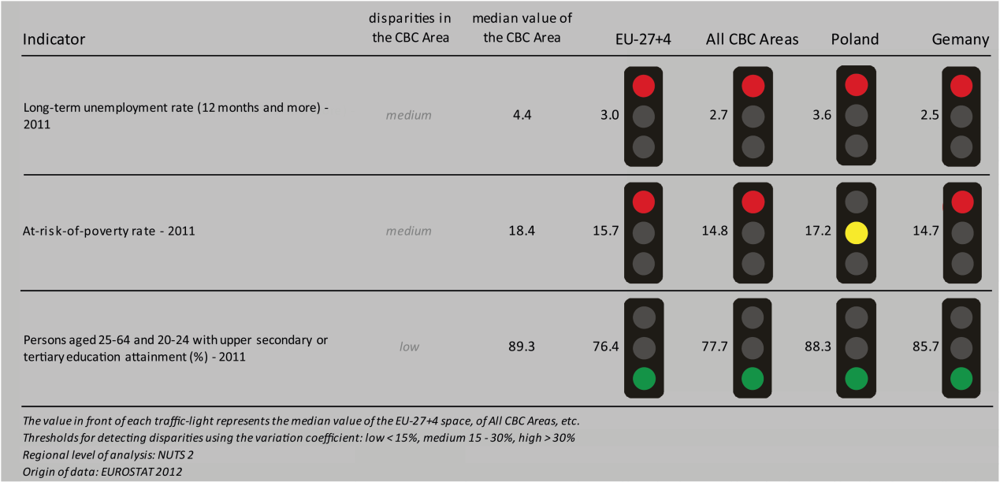 disparities in median value of
Indicator the CBC Area the CBC Area EU-27+4 All CBC Areas Poland Gemany
Long-term unemployment rate (12 months and more) -
2011
medium 4.4 3.0 2.7 3.6 2.5
At-risk-of-poverty rate - 2011 medium 18.4 15.7 14.8 17.2 14.7
Persons aged 25-64 and 20-24 with upper secondary or
tertiary education attainment (%) - 2011
low 89.3 76.4 77.7 88.3 85.7
The value in front of each traffic-light represents the median value of the EU-27+4 space, of All CBC Areas, etc.
Thresholds for detecting disparities using the variation coefficient: low < 15%, medium 15 - 30%, high > 30%
Regional level of analysis: NUTS 2
Origin of data: EUROSTAT 2012